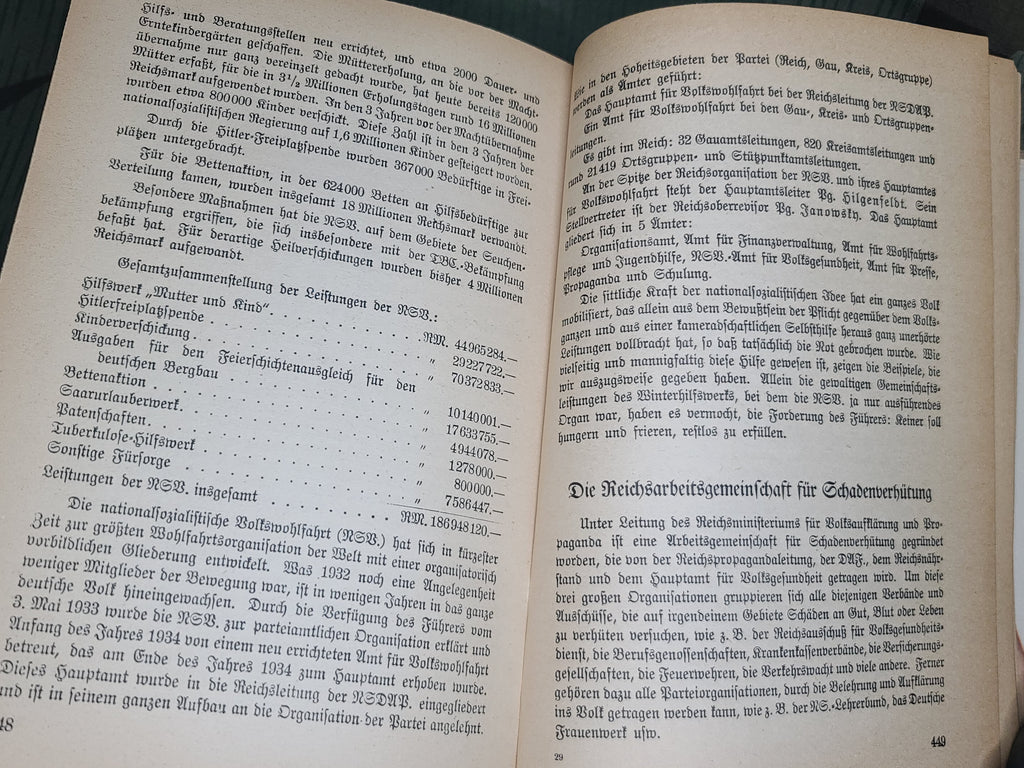 Hilfs- und Beratungsstellen neu errichtet, und etwa 2000 Dauer- und
Erntekindergärten geschaffen. Die Müttererholung, an die vor der Macht-
übernahme nur ganz vereinzelt gedacht wurde, hat heute bereits 120000
Mütter erfaßt, für die in 3½ Millionen Erholungstagen rund 16 Millionen
Reichsmark aufgewendet wurden. In den 3 Jahren vor der Machtübernahme
wurden etwa 800000 Kinder verschickt. Diese Zahl ist in den 3 Jahren der
nationalsozialistischen Regierung auf 1,6 Millionen Kinder gesteigert worden.
Durch die Hitler-Freiplatzspende wurden 367000 Bedürftige in Frei-
plätzen untergebracht.
Für die Bettenaktion, in der 624000 Betten an Hilfsbedürftige zur
Verteilung kamen, wurden insgesamt 18 Millionen Reichsmark verwandt.
Besondere Maßnahmen hat die NSV. auf dem Gebiete der Seuchen-
bekämpfung ergriffen, die sich insbesondere mit der TBC.-Bekämpfung
befaßt hat. Für derartige Heilverschickungen wurden bisher 4 Millionen
Reichsmark aufgewandt.
Gesamtzusammenstellung der Leistungen der NSV.:
Hilfswerk „Mutter und Kind“ . . . . . . . . . . . RM. 44965284.—
Hitlerfreiplatzspende . . . . . . . . . . . . . . „ 29227722.—
Kinderverschickung . . . . . . . . . . . . . . . „ 70372833.—
Ausgaben für den Feierschichtenausgleich für den
deutschen Bergbau . . . . . . . . . . . . . . . „ 10140001.—
Bettenaktion . . . . . . . . . . . . . . . . . . „ 17633755.—
Saarurlauberwerk . . . . . . . . . . . . . . . . „ 4944078.—
Patenschaften . . . . . . . . . . . . . . . . . . „ 1278000.—
Tuberkulose-Hilfswerk . . . . . . . . . . . . . . „ 800000.—
Sonstige Fürsorge . . . . . . . . . . . . . . . . „ 7586447.—
Leistungen der NSV. insgesamt . . . . . . . . . RM. 186948120.—
Die nationalsozialistische Volkswohlfahrt (NSV.) hat sich in kürzester
Zeit zur größten Wohlfahrtsorganisation der Welt mit einer organisatorisch
vorbildlichen Gliederung entwickelt. Was 1932 noch eine Angelegenheit
weniger Mitglieder der Bewegung war, ist in wenigen Jahren in das ganze
deutsche Volk hineingewachsen. Durch die Verfügung des Führers vom
3. Mai 1933 wurde die NSV. zur parteiamtlichen Organisation erklärt und
Anfang des Jahres 1934 von einem neu errichteten Amt für Volkswohlfahrt
betreut, das am Ende des Jahres 1934 zum Hauptamt erhoben wurde.
Dieses Hauptamt wurde in die Reichsleitung der NSDAP. eingegliedert
und ist in seinem ganzen Aufbau an die Organisation der Partei angelehnt.
48
in den Hoheitsgebieten der Partei (Reich, Gau, Kreis, Ortsgruppe)
werden als Ämter geführt:
Das Hauptamt für Volkswohlfahrt bei der Reichsleitung der NSDAP.
Ein Amt für Volkswohlfahrt bei den Gau-, Kreis- und Ortsgruppen-
leitungen.
Es gibt im Reich: 32 Gauamtsleitungen, 820 Kreisamtsleitungen und
rund 21419 Ortsgruppen- und Stützpunktamtsleitungen.
An der Spitze der Reichsorganisation der NSV. und ihres Hauptamtes
für Volkswohlfahrt steht der Hauptamtsleiter Pg. Hilgenfeldt. Sein
Stellvertreter ist der Reichsoberrevisor Pg. Janowsky. Das Hauptamt
gliedert sich in 5 Ämter:
Organisationsamt, Amt für Finanzverwaltung, Amt für Wohlfahrts-
pflege und Jugendhilfe, NSV.-Amt für Volksgesundheit, Amt für Presse,
Propaganda und Schulung.
Die sittliche Kraft der nationalsozialistischen Idee hat ein ganzes Volk
mobilisiert, das allein aus dem Bewußtsein der Pflicht gegenüber dem Volks-
ganzen und aus einer kameradschaftlichen Selbsthilfe heraus ganz unerhörte
Leistungen vollbracht hat, so daß tatsächlich die Not gebrochen wurde. Wie
vielseitig und mannigfaltig diese Hilfe gewesen ist, zeigen die Beispiele, die
wir auszugsweise gegeben haben. Allein die gewaltigen Gemeinschafts-
leistungen des Winterhilfswerks, bei dem die NSV. ja nur ausführendes
Organ war, haben es vermocht, die Forderung des Führers: Keiner soll
hungern und frieren, restlos zu erfüllen.
Die Reichsarbeitsgemeinschaft für Schadenverhütung
Unter Leitung des Reichsministeriums für Volksaufklärung und Pro-
paganda ist eine Arbeitsgemeinschaft für Schadenverhütung gegründet
worden, die von der Reichspropagandaleitung, der DAF., dem Reichsnähr-
stand und dem Hauptamt für Volksgesundheit getragen wird. Um diese
drei großen Organisationen gruppieren sich alle diejenigen Verbände und
Ausschüsse, die auf irgendeinem Gebiete Schäden an Gut, Blut oder Leben
zu verhüten versuchen, wie z. B. der Reichsausschuß für Volksgesundheits-
dienst, die Berufsgenossenschaften, Krankenkassenverbände, die Versicherungs-
gesellschaften, die Feuerwehren, die Verkehrswacht und viele andere. Ferner
gehören dazu alle Parteiorganisationen, durch die Belehrung und Aufklärung
ins Volk getragen werden kann, wie z. B. der NS.-Lehrerbund, das Deutsche
Frauenwerk usw.
29
449